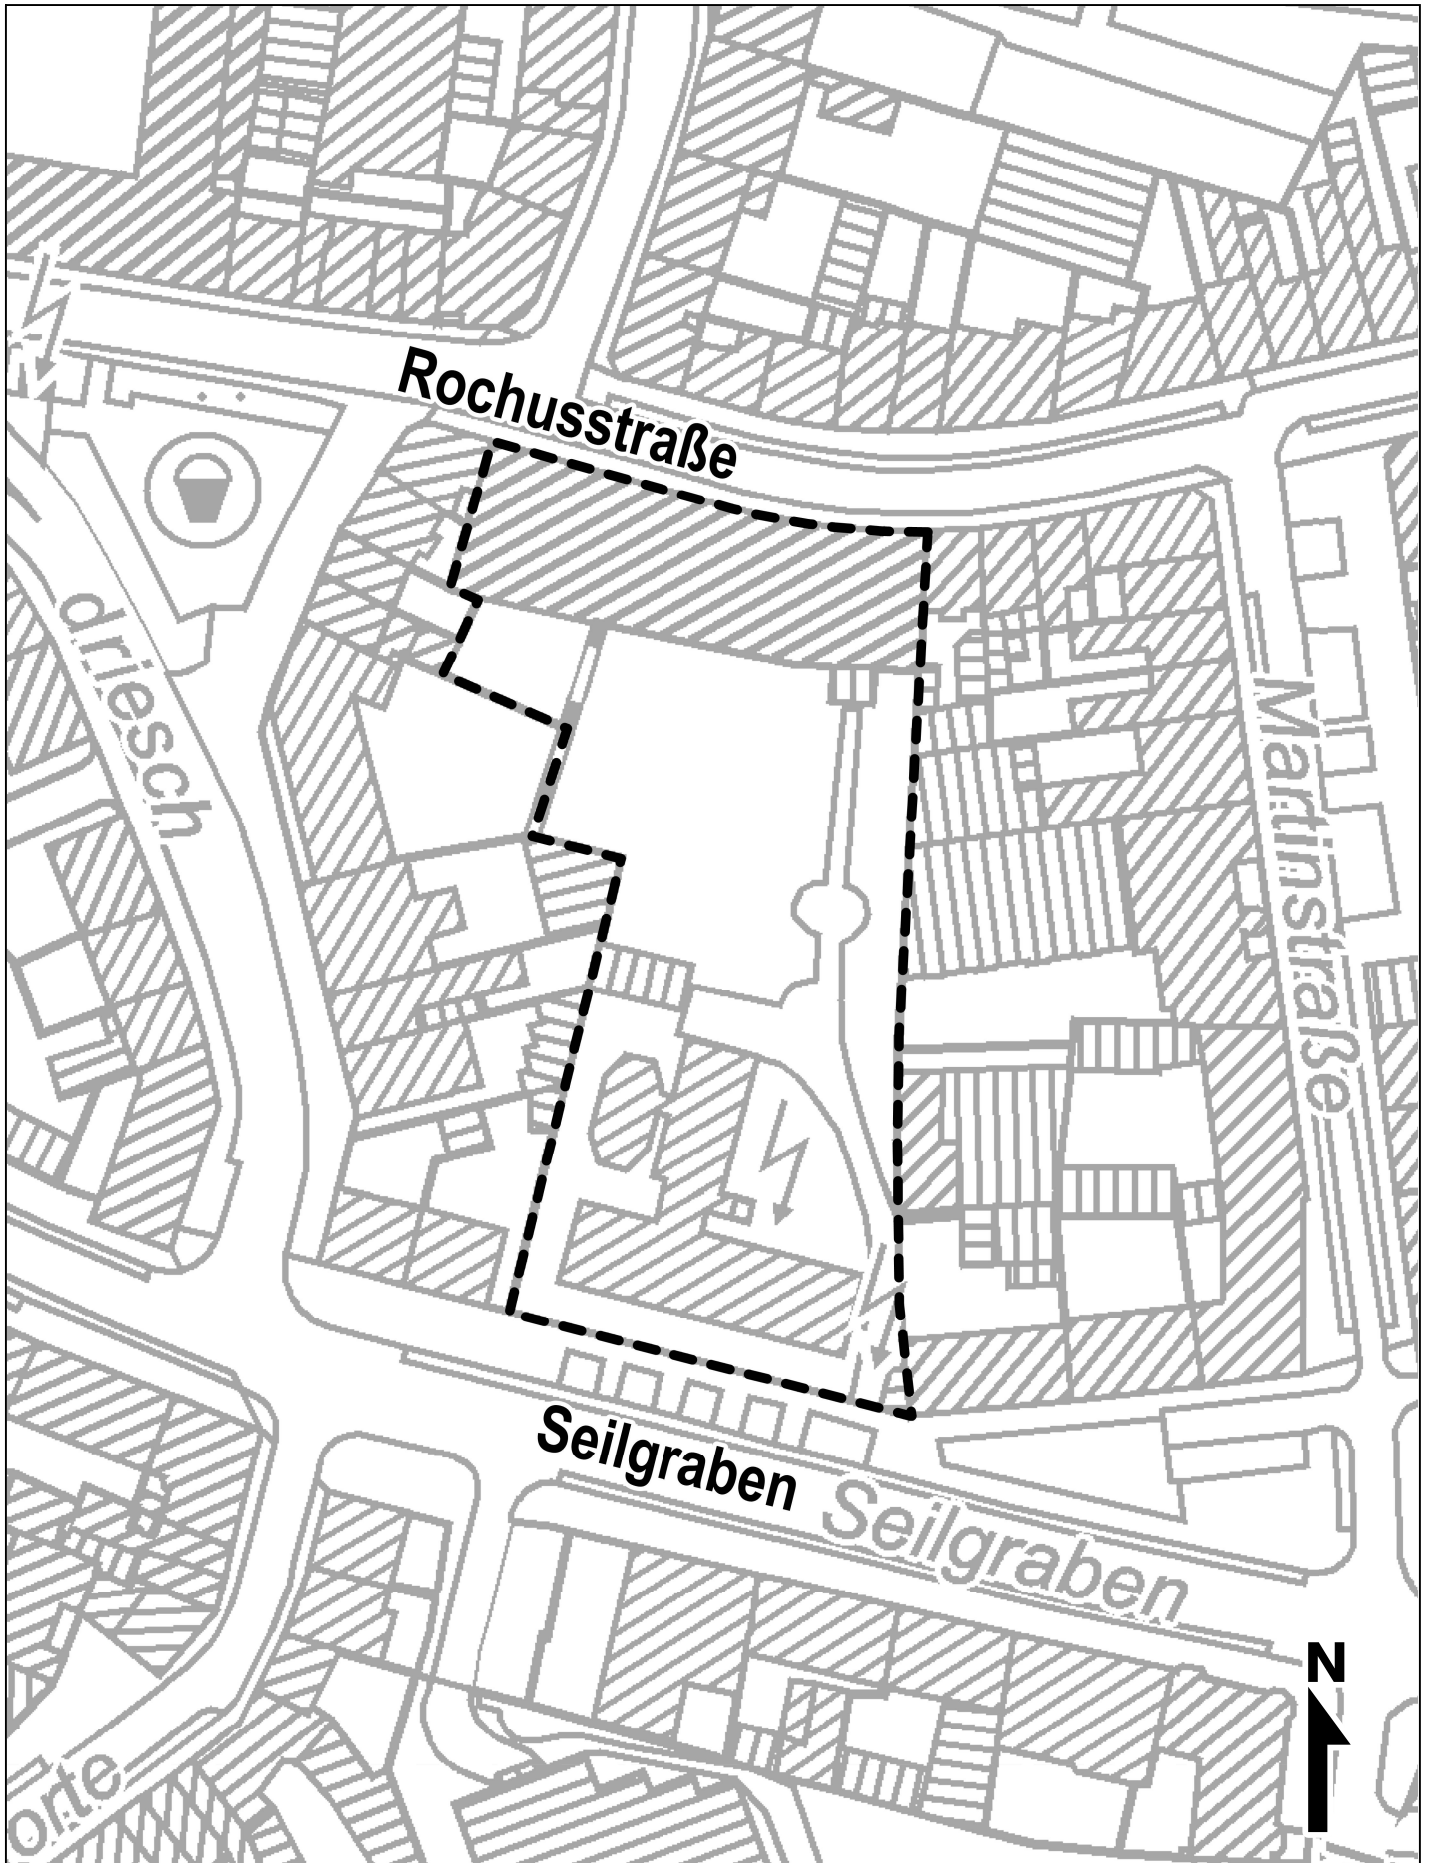 Rochusstraße
driesch
Martinstraße
Seilgraben
Seilgraben
N
orte